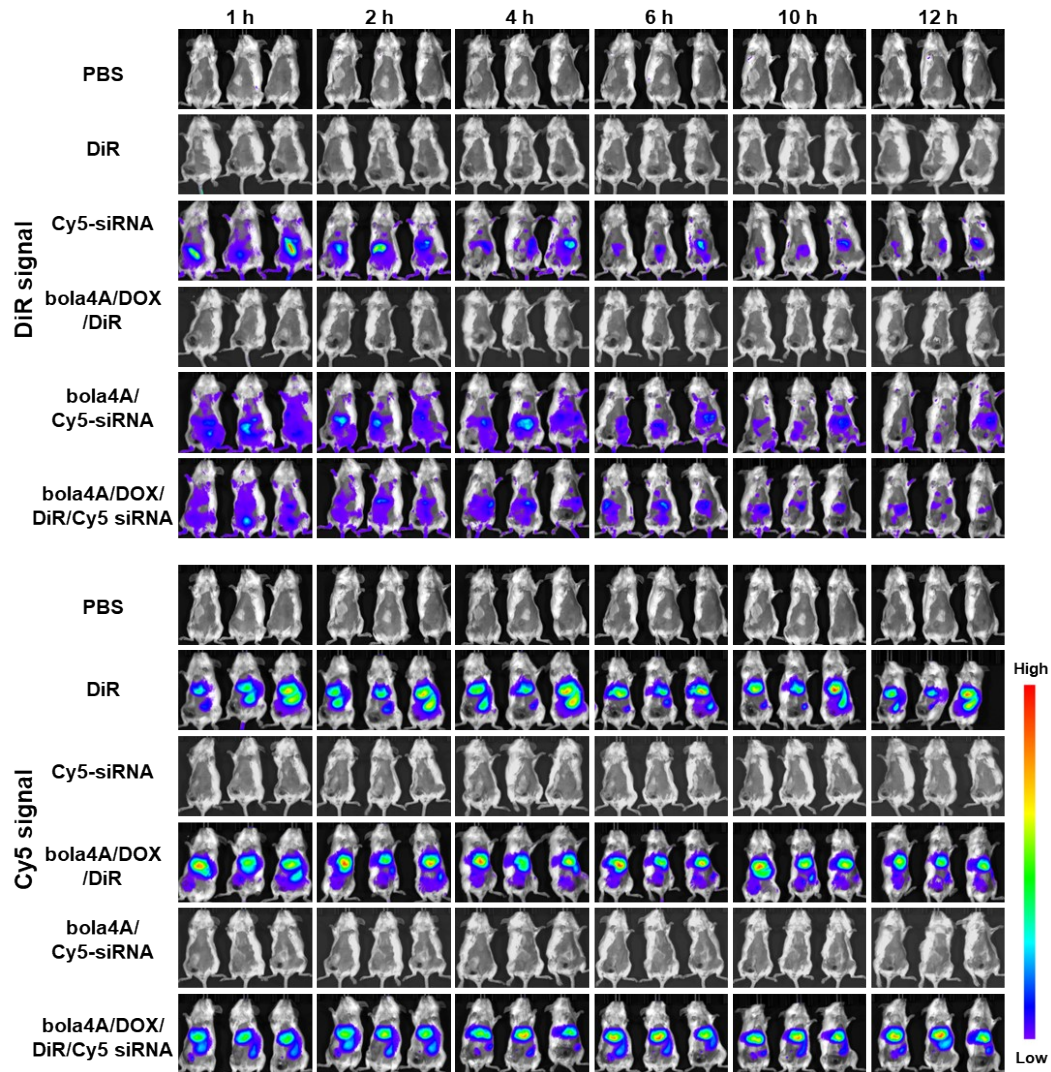 1 h 2 h 4 h 6 h 10 h 12 h
DiR signal
PBS
DiR
Cy5-siRNA
bola4A/DOX
/DiR
bola4A/
Cy5-siRNA
bola4A/DOX/
DiR/Cy5 siRNA
Cy5 signal
PBS
DiR
Cy5-siRNA
bola4A/DOX
/DiR
bola4A/
Cy5-siRNA
bola4A/DOX/
DiR/Cy5 siRNA
High
Low